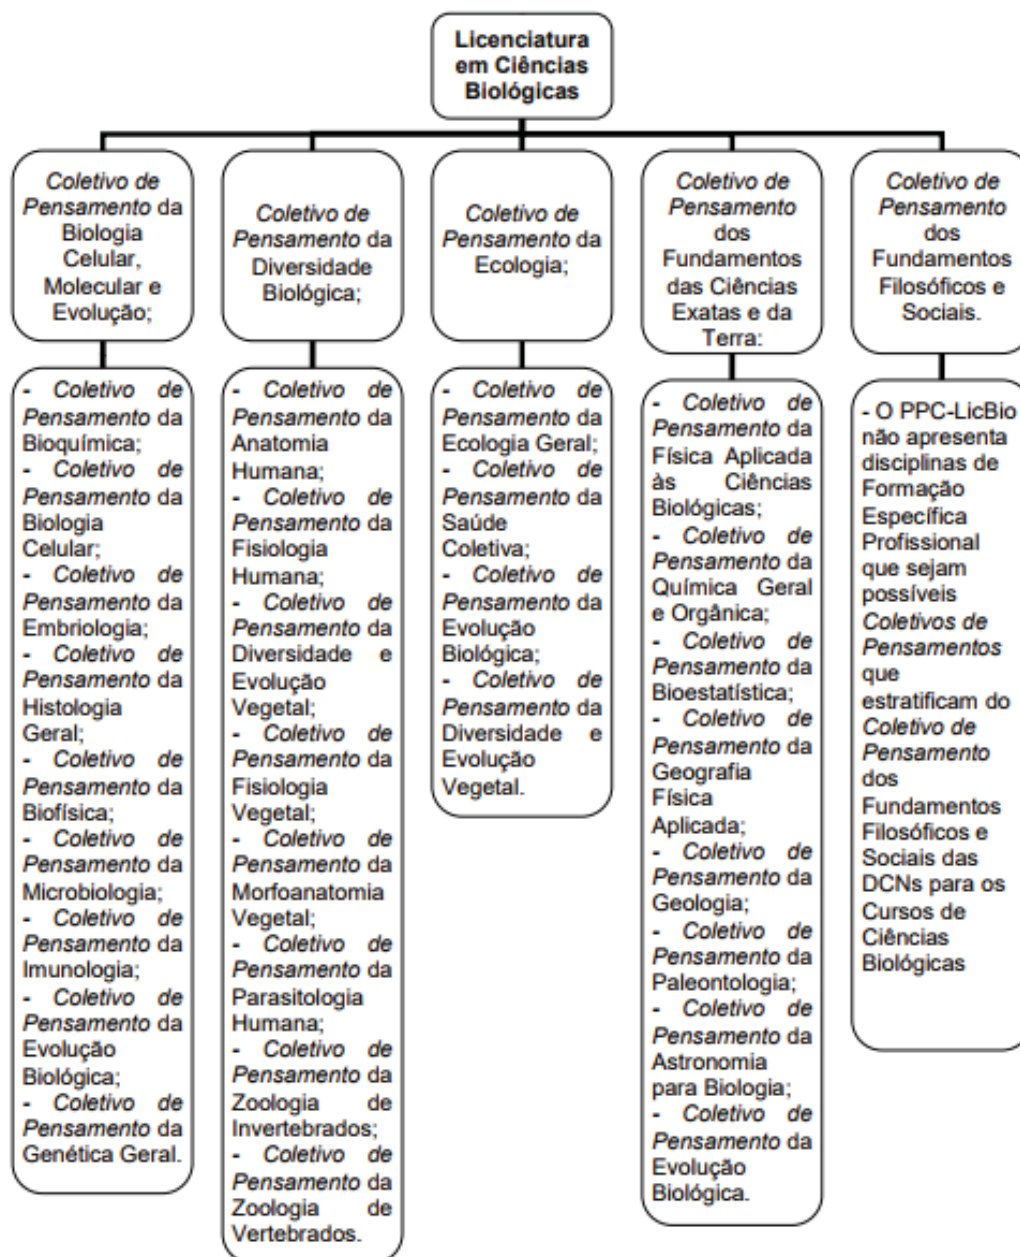 Licenciatura
em Ciências
Biológicas
Coletivo de
Pensamento da
Biologia
Celular,
Molecular e
Evolução;
Coletivo de
Pensamento da
Diversidade
Biológica;
Coletivo de
Pensamento da
Ecologia;
Coletivo de
Pensamento
dos
Fundamentos
das Ciências
Exatas e da
Terra:
Coletivo de
Pensamento
dos
Fundamentos
Filosóficos e
Sociais.
- Coletivo de
Pensamento da
Bioquímica;
- Coletivo de
Pensamento da
Biologia
Celular;
- Coletivo de
Pensamento da
Embriologia;
- Coletivo de
Pensamento da
Histologia
Geral;
- Coletivo de
Pensamento da
Biofísica;
- Coletivo de
Pensamento da
Microbiologia;
- Coletivo de
Pensamento da
Imunologia;
- Coletivo de
Pensamento da
Evolução
Biológica;
- Coletivo de
Pensamento da
Genética Geral.
- Coletivo de
Pensamento da
Anatomia
Humana;
- Coletivo de
Pensamento da
Fisiologia
Humana;
- Coletivo de
Pensamento da
Diversidade e
Evolução
Vegetal;
- Coletivo de
Pensamento da
Fisiologia
Vegetal;
- Coletivo de
Pensamento da
Morfoanatomia
Vegetal;
- Coletivo de
Pensamento da
Parasitologia
Humana;
- Coletivo de
Pensamento da
Zoologia de
Invertebrados;
- Coletivo de
Pensamento da
Zoologia de
Vertebrados.
- Coletivo de
Pensamento da
Ecologia Geral;
- Coletivo de
Pensamento da
Saúde
Coletiva;
- Coletivo de
Pensamento da
Evolução
Biológica;
- Coletivo de
Pensamento da
Diversidade e
Evolução
Vegetal.
- Coletivo de
Pensamento da
Física Aplicada
às Ciências
Biológicas;
- Coletivo de
Pensamento da
Química Geral
e Orgânica;
- Coletivo de
Pensamento da
Bioestatística;
- Coletivo de
Pensamento da
Geografia
Física
Aplicada;
- Coletivo de
Pensamento da
Geologia;
- Coletivo de
Pensamento da
Paleontologia;
- Coletivo de
Pensamento da
Astronomia
para Biologia;
- Coletivo de
Pensamento da
Evolução
Biológica.
- O PPC-LicBio
não apresenta
disciplinas de
Formação
Específica
Profissional
que sejam
possíveis
Coletivos de
Pensamentos
que
estratificam do
Coletivo de
Pensamento
dos
Fundamentos
Filosóficos e
Sociais das
DCNs para os
Cursos de
Ciências
Biológicas